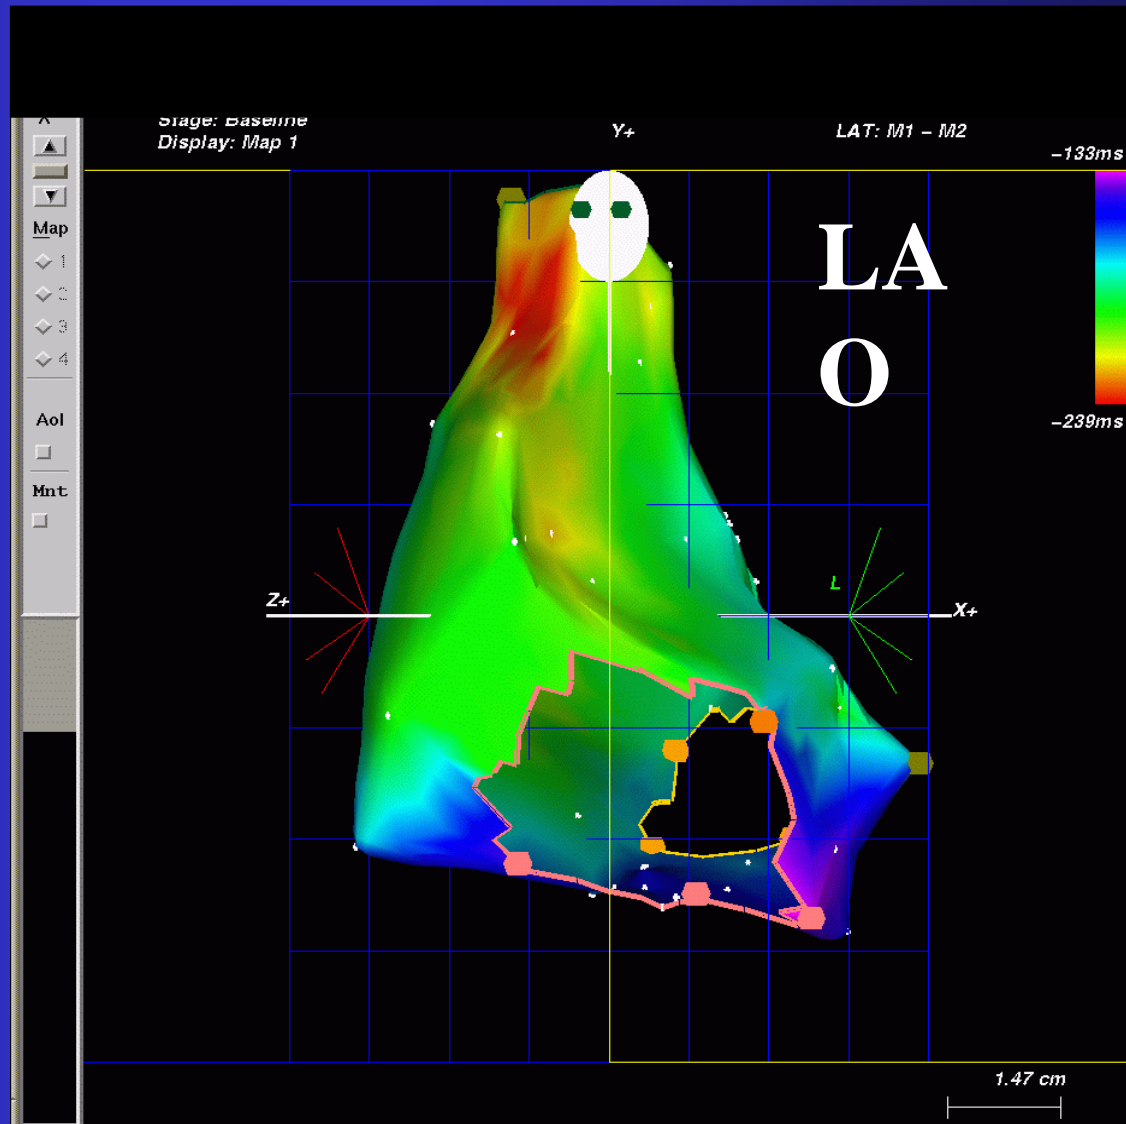 Stage: Baseline
Display: Map 1
Y+
LAT: M1 - M2
-133ms
LA
O
-239ms
Map
1
2
3
4
AoI
Mnt
Z+
L
X+
1.47 cm